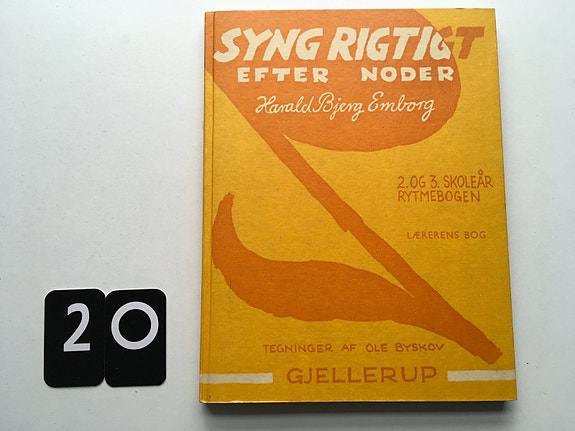 SYNG RIGTIGT
EFTER NODER
Harald Bjerg Emborg
2. OG 3. SKOLEÅR
RYTMEBOGEN
LÆRERENS BOG
20
TEGNINGER AF OLE BYSKOV
GJELLERUP